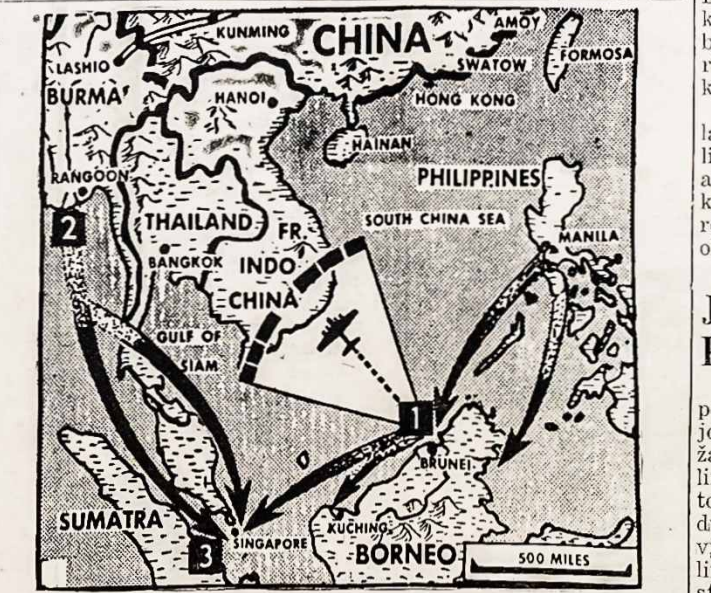 KUNMING
CHINA
AMOY
SWATOW
FORMOSA
LASHIO
BURMA
HANOI
HONG KONG
HAINAN
RANGOON
PHILIPPINES
2
THAILAND
FR.
SOUTH CHINA SEA
MANILA
BANGKOK
INDO
CHINA
GULF OF
SIAM
1
BRUNEI
SUMATRA
KUCHING
3
SINGAPORE
BORNEO
500 MILES